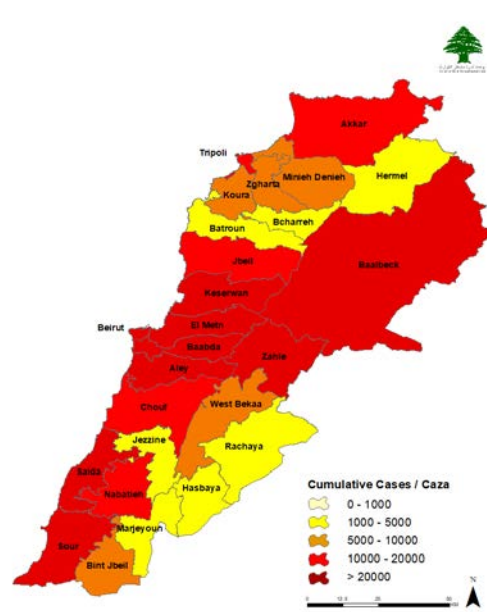 Akkar
Tripoli
Hermel
Minieh Denieh
Zgharta
Koura
Bcharreh
Batroun
Jbeil
Baalbeck
Keserwan
El Metn
Beirut
Baabda
Zahle
Aley
Chouf
West Bekaa
Jezzine
Rachaya
Saida
Hasbaya
Nabatieh
Marjeyoun
Sour
Bint Jbeil
Cumulative Cases / Caza
0 - 1000
1000 - 5000
5000 - 10000
10000 - 20000
> 20000
N